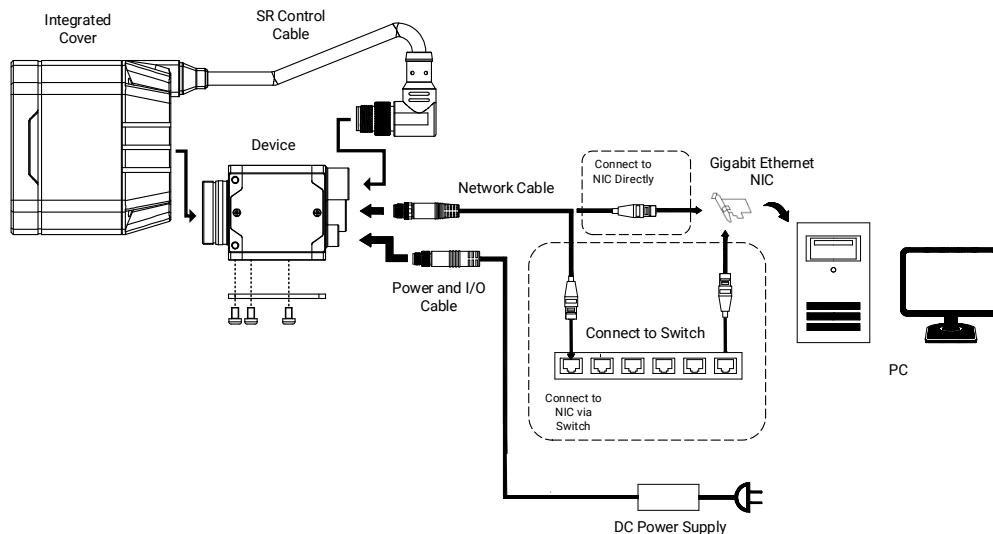 Integrated
Cover
SR Control
Cable
Device
Network Cable
Connect to
NIC Directly
Gigabit Ethernet
NIC
Power and I/O
Cable
Connect to Switch
Connect to
NIC via
Switch
PC
DC Power Supply